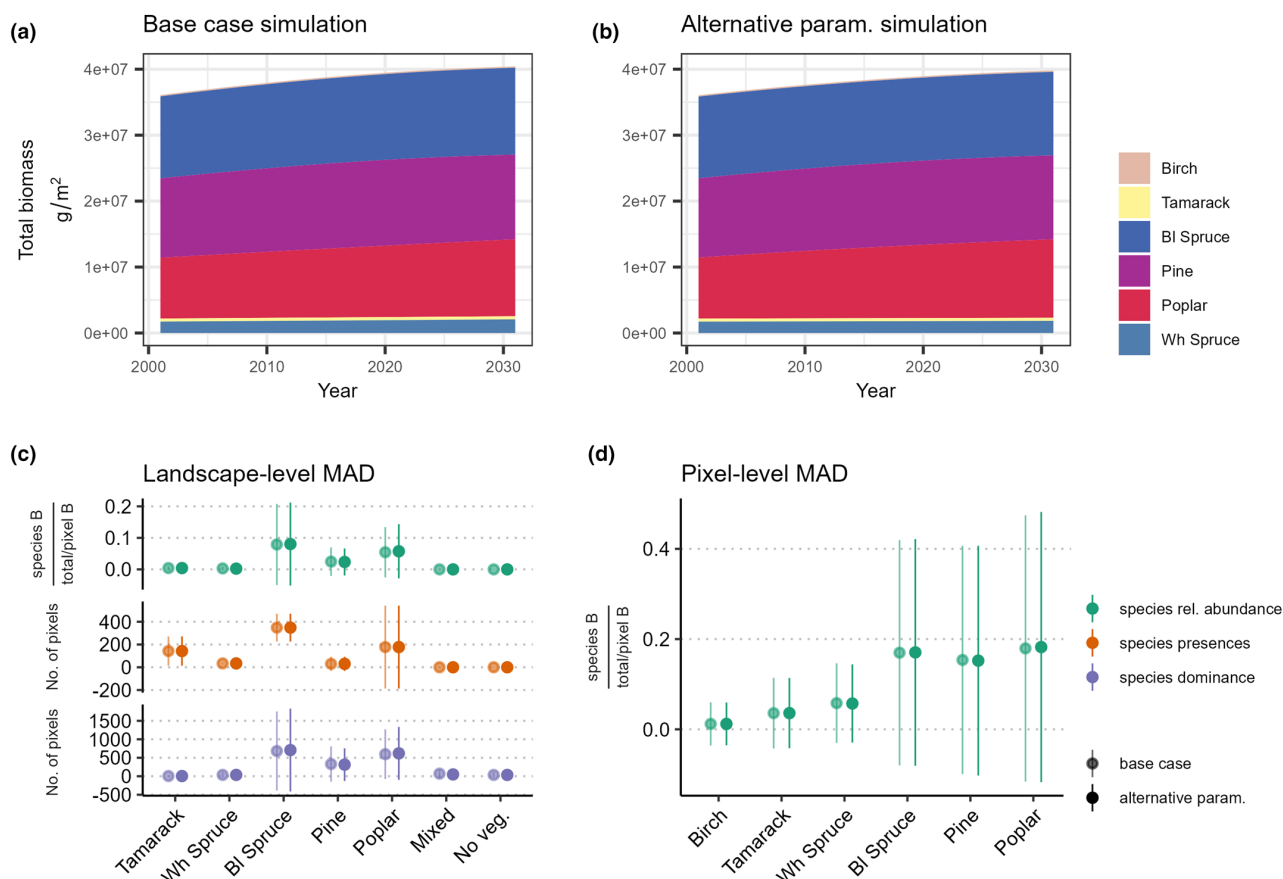 (a)
Base case simulation
Total biomass
g/m²
4e+07
3e+07
2e+07
1e+07
0e+00
2000
2010
2020
2030
Year
(b)
Alternative param. simulation
4e+07
3e+07
2e+07
1e+07
0e+00
2000
2010
2020
2030
Year
Birch
Tamarack
Bl Spruce
Pine
Poplar
Wh Spruce
(c)
Landscape-level MAD
species B
total/pixel B
0.2
0.1
0.0
No. of pixels
400
200
0
-200
No. of pixels
1500
1000
500
0
-500
Tamarack
Wh Spruce
Bl Spruce
Pine
Poplar
Mixed
No veg.
(d)
Pixel-level MAD
species B
total/pixel B
0.4
0.2
0.0
Birch
Tamarack
Wh Spruce
Bl Spruce
Pine
Poplar
species rel. abundance
species presences
species dominance
base case
alternative param.